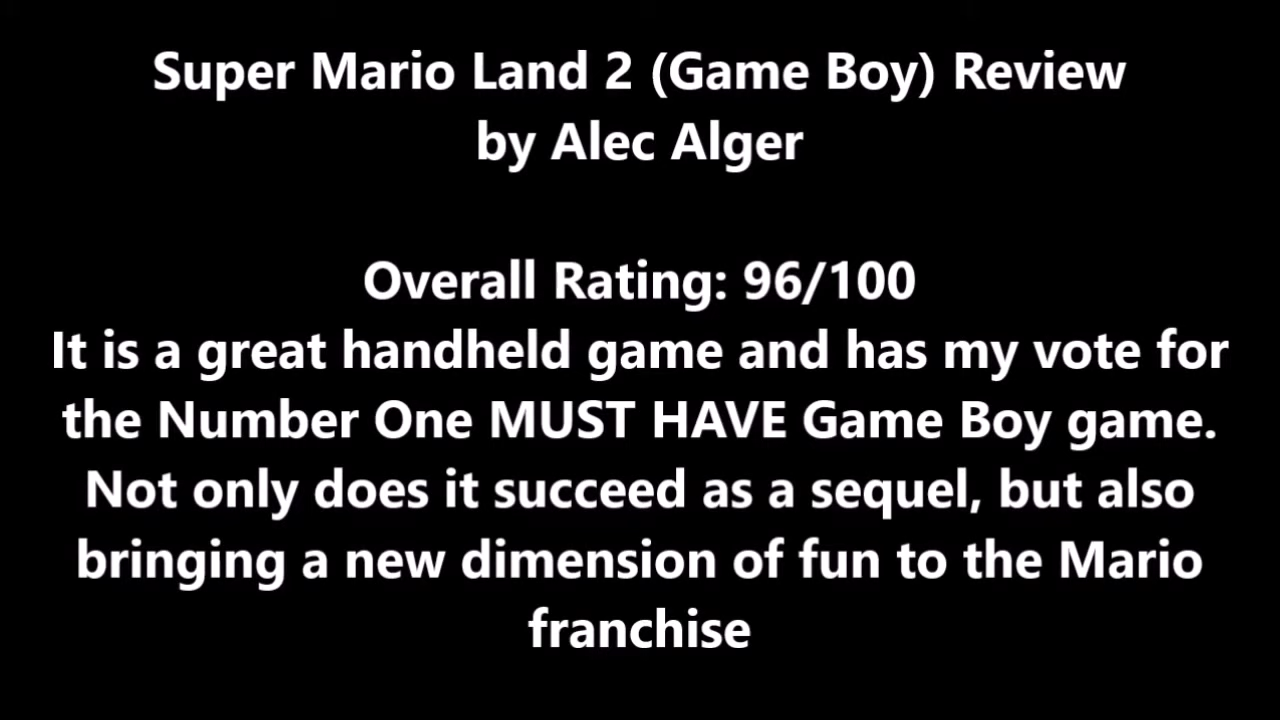 Super Mario Land 2 (Game Boy) Review
by Alec Alger
Overall Rating: 96/100
It is a great handheld game and has my vote for
the Number One MUST HAVE Game Boy game.
Not only does it succeed as a sequel, but also
bringing a new dimension of fun to the Mario
franchise